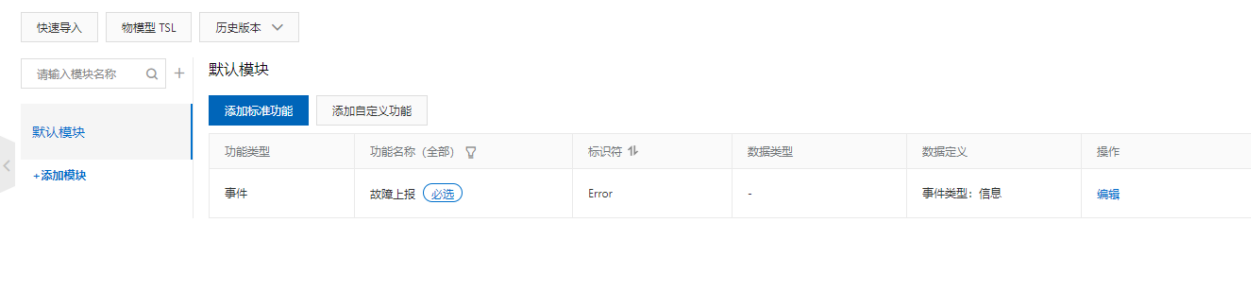 快速导入 物模型 TSL 历史版本
请输入模块名称 +
默认模块
默认模块
+添加模块
添加标准功能 添加自定义功能
功能类型 功能名称（全部） 标识符 数据类型 数据定义 操作
事件 故障上报 必选 Error - 事件类型：信息 编辑